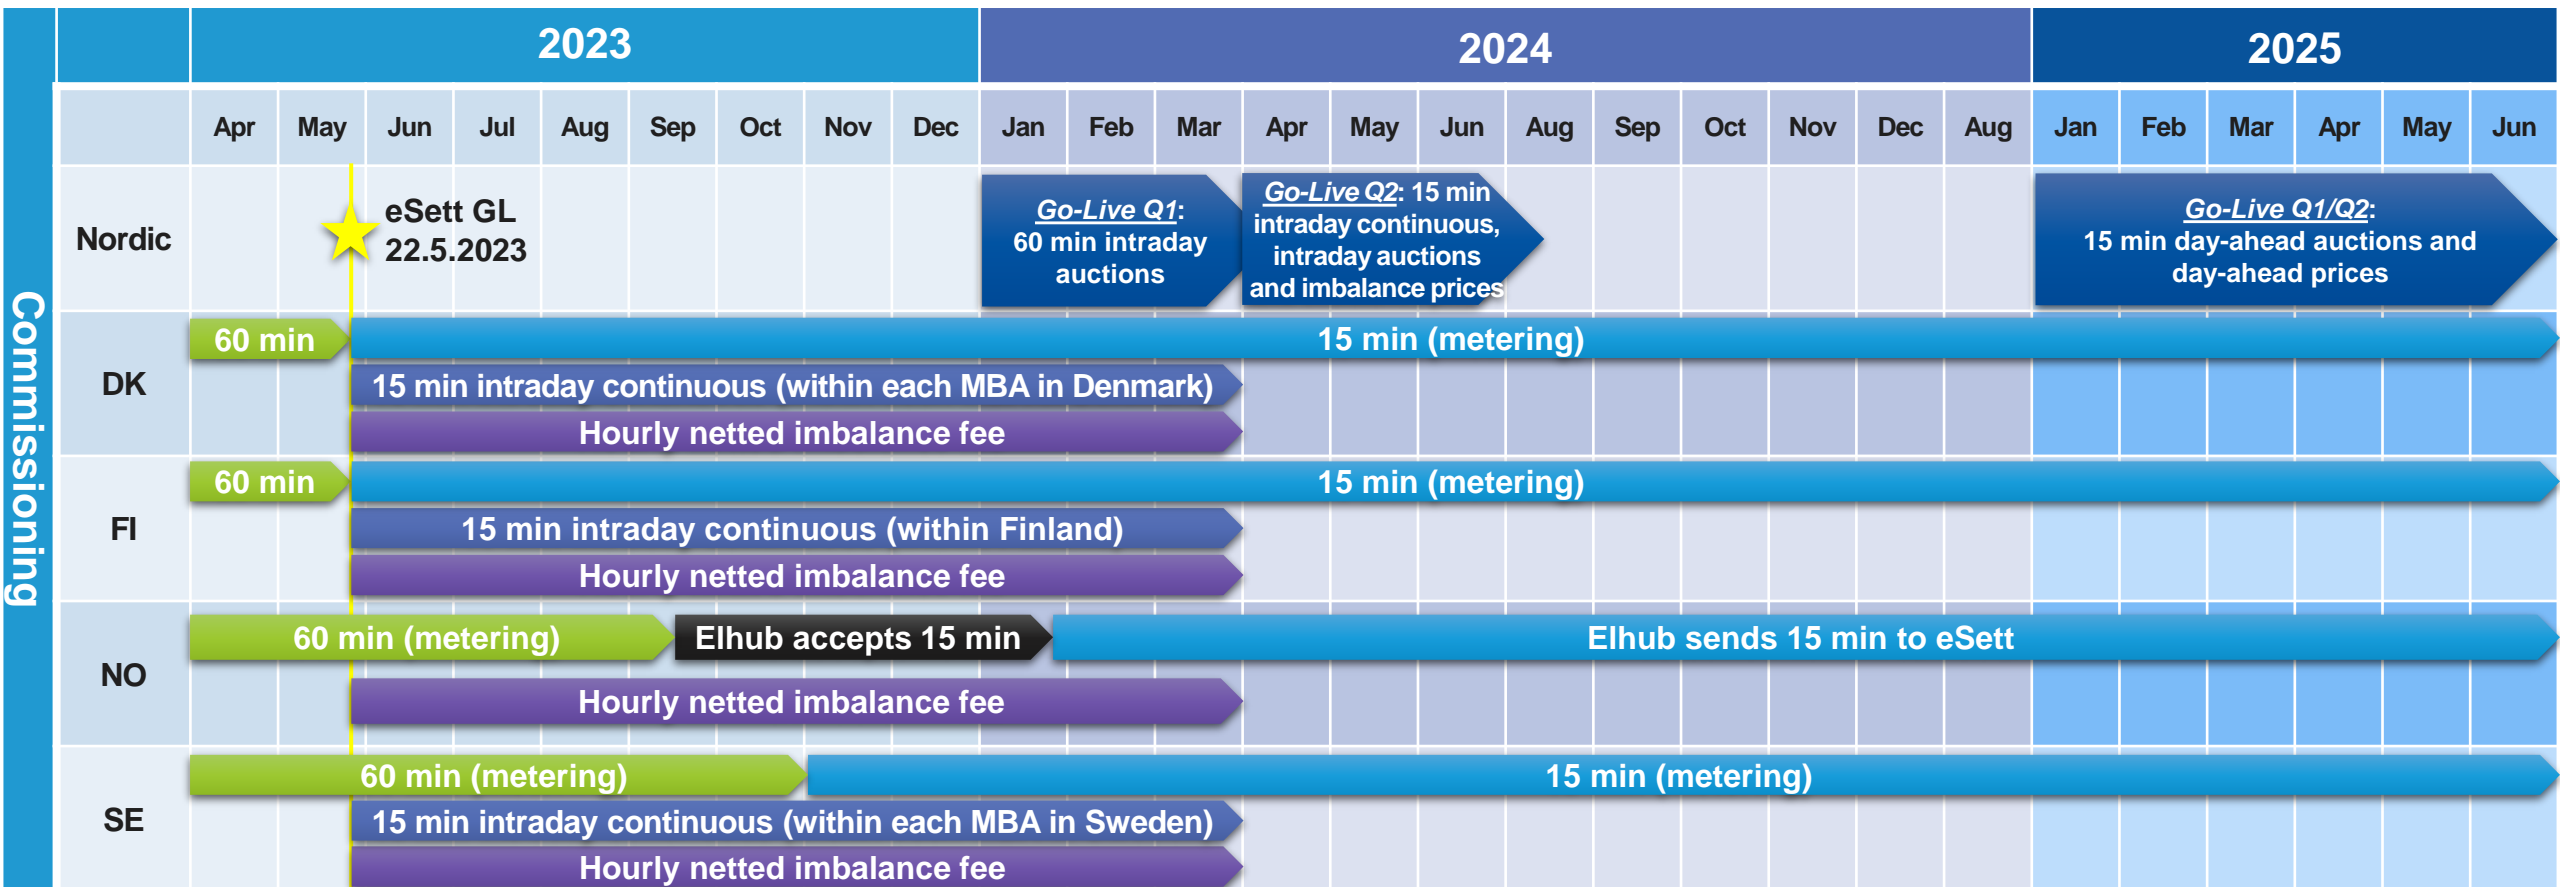 2023
2024
2025
Apr May Jun Jul Aug Sep Oct Nov Dec Jan Feb Mar Apr May Jun Aug Sep Oct Nov Dec Aug Jan Feb Mar Apr May Jun
Commissioning
Nordic
eSett GL
22.5.2023
Go-Live Q1:
60 min intraday
auctions
Go-Live Q2: 15 min
intraday continuous,
intraday auctions
and imbalance prices
Go-Live Q1/Q2:
15 min day-ahead auctions and
day-ahead prices
DK
60 min
15 min (metering)
15 min intraday continuous (within each MBA in Denmark)
Hourly netted imbalance fee
FI
60 min
15 min (metering)
15 min intraday continuous (within Finland)
Hourly netted imbalance fee
NO
60 min (metering)
Elhub accepts 15 min
Elhub sends 15 min to eSett
Hourly netted imbalance fee
SE
60 min (metering)
15 min (metering)
15 min intraday continuous (within each MBA in Sweden)
Hourly netted imbalance fee